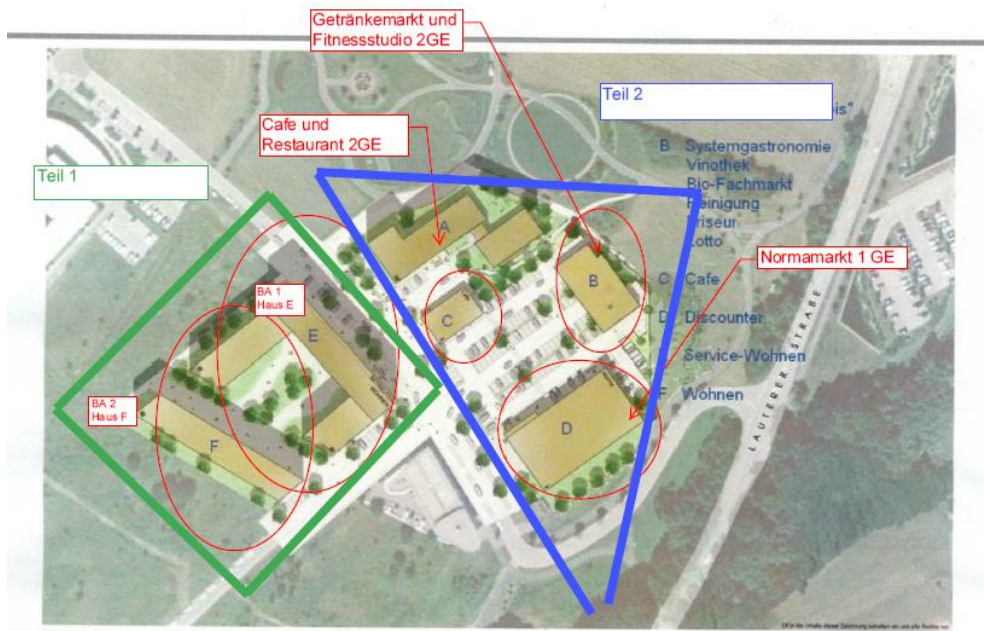 Getränkemarkt und
Fitnessstudio 2GE
Teil 2
Cafe und
Restaurant 2GE
B Systemgastronomie
Vinothek
Bio-Fachmarkt
Reinigung
Friseur
Lotto
Teil 1
Normamarkt 1 GE
C Cafe
D Discounter
Service-Wohnen
F Wohnen
BA 1
Haus E
BA 2
Haus F
A
B
C
D
E
F
LAUTERER STRAßE